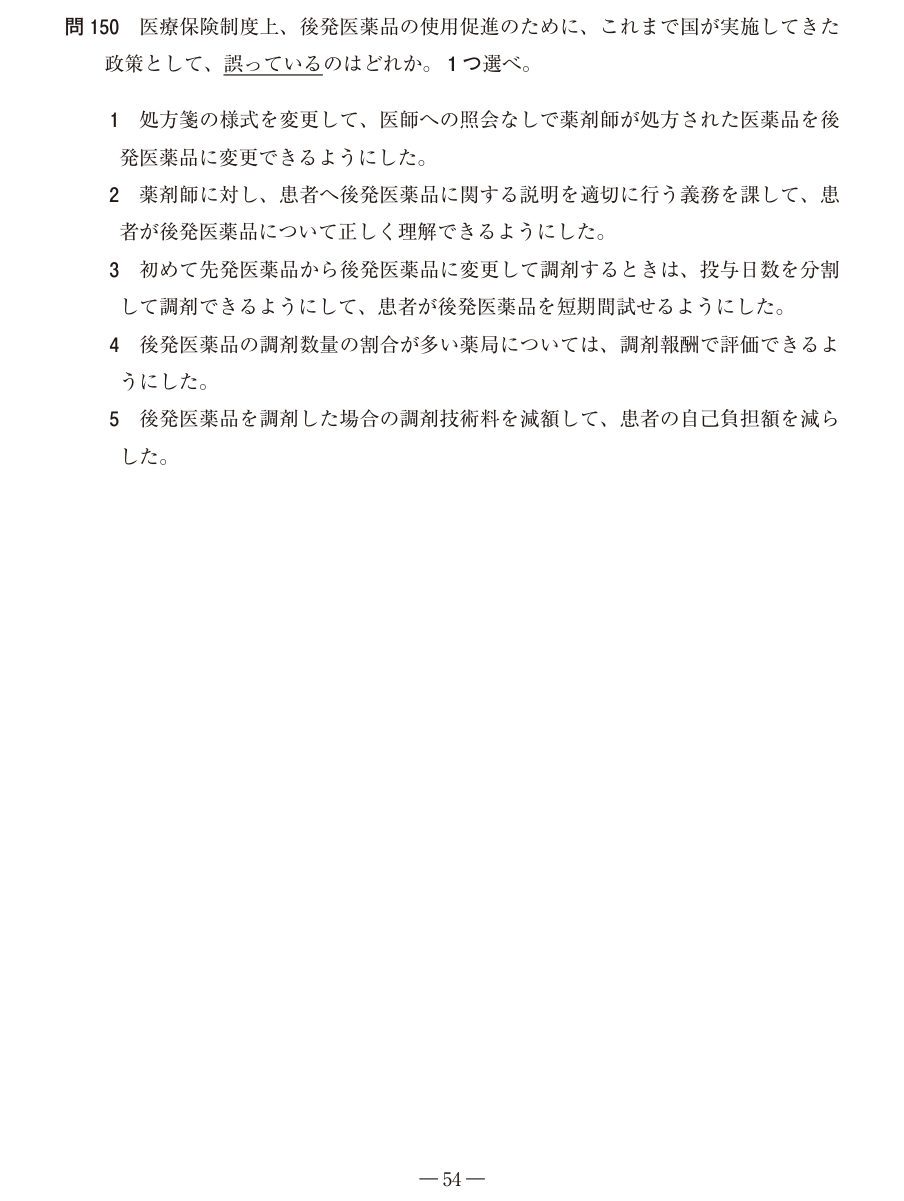 問 150　医療保険制度上、後発医薬品の使用促進のために、これまで国が実施してきた
政策として、誤っているのはどれか。1つ選べ。
1　処方箋の様式を変更して、医師への照会なしで薬剤師が処方された医薬品を後
発医薬品に変更できるようにした。
2　薬剤師に対し、患者へ後発医薬品に関する説明を適切に行う義務を課して、患
者が後発医薬品について正しく理解できるようにした。
3　初めて先発医薬品から後発医薬品に変更して調剤するときは、投与日数を分割
して調剤できるようにして、患者が後発医薬品を短期間試せるようにした。
4　後発医薬品の調剤数量の割合が多い薬局については、調剤報酬で評価できるよ
うにした。
5　後発医薬品を調剤した場合の調剤技術料を減額して、患者の自己負担額を減ら
した。
― 54 ―